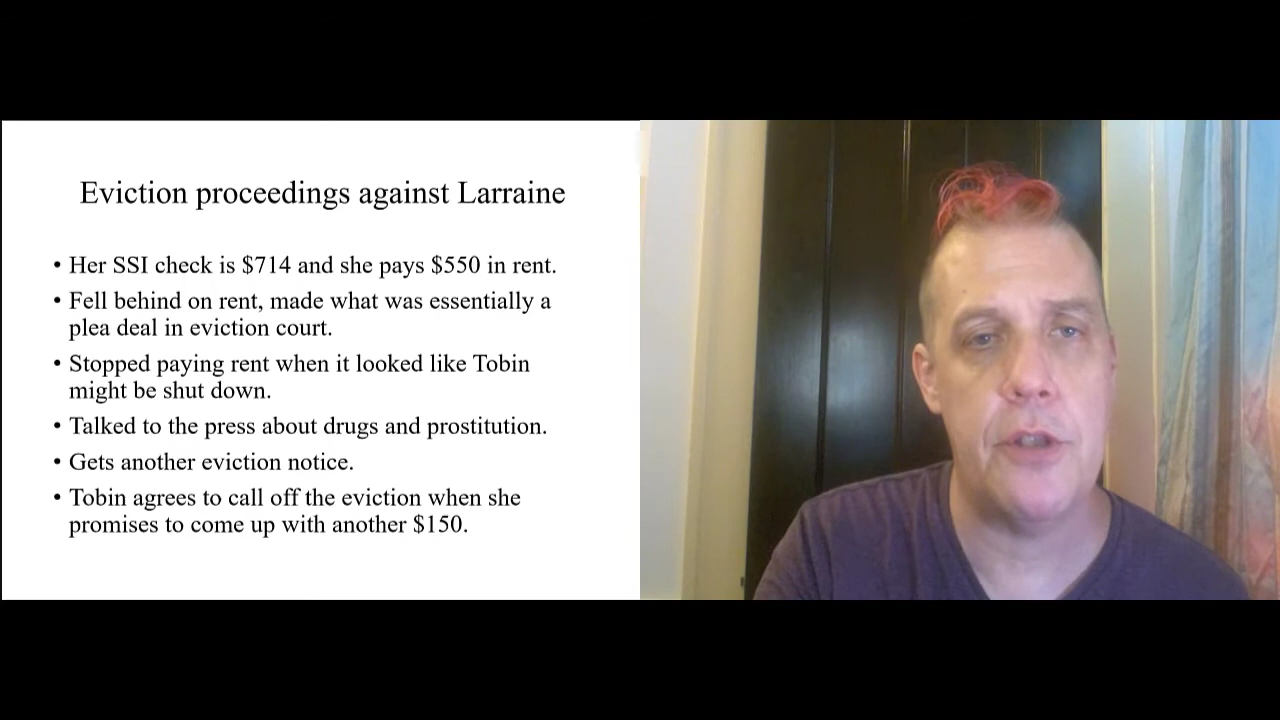 Eviction proceedings against Larraine
• Her SSI check is $714 and she pays $550 in rent.
• Fell behind on rent, made what was essentially a
plea deal in eviction court.
• Stopped paying rent when it looked like Tobin
might be shut down.
• Talked to the press about drugs and prostitution.
• Gets another eviction notice.
• Tobin agrees to call off the eviction when she
promises to come up with another $150.